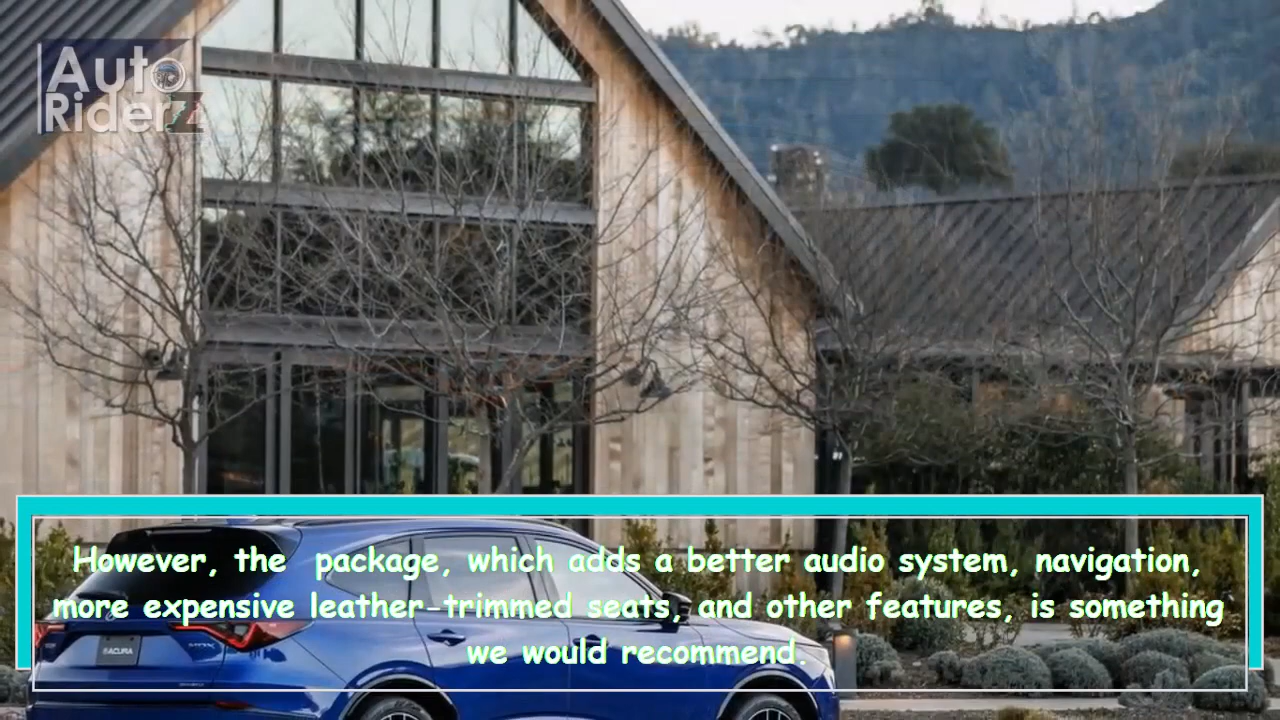 Auto
RiderZ
However, the package, which adds a better audio system, navigation,
more expensive leather-trimmed seats, and other features, is something
we would recommend.
ACURA
MDX